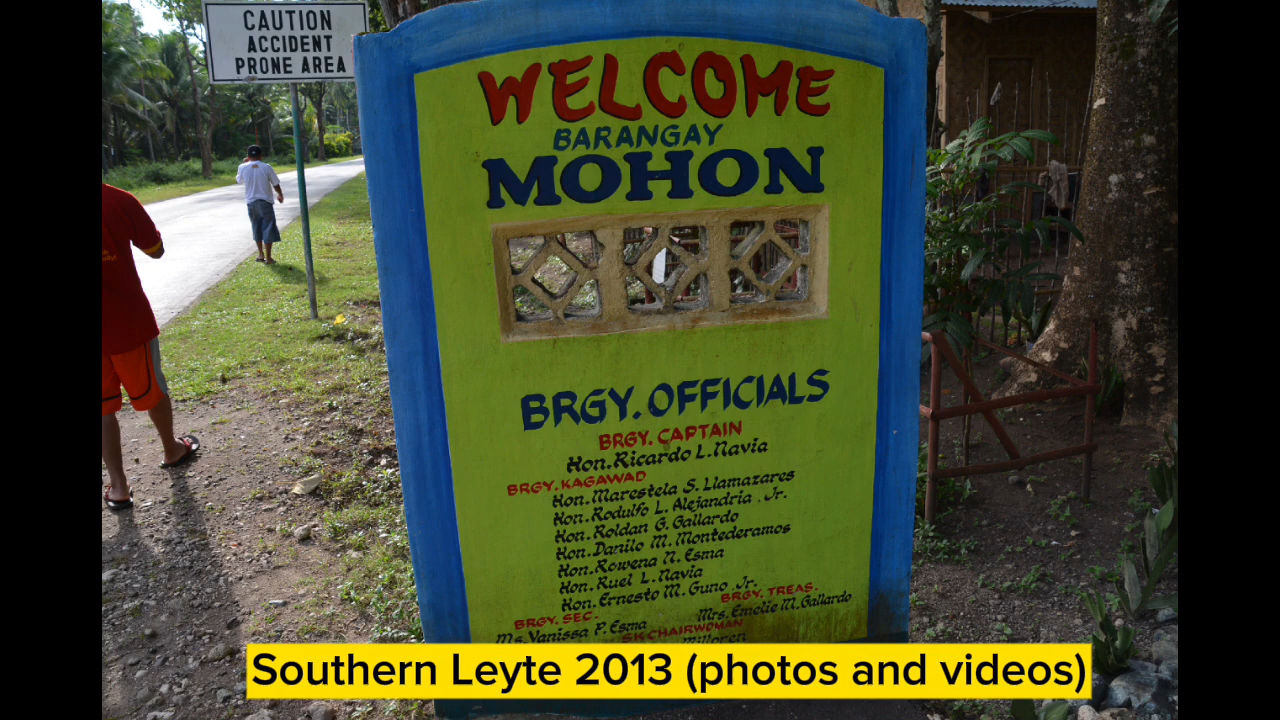 CAUTION
ACCIDENT
PRONE AREA
WELCOME
BARANGAY
MOHON
BRGY. OFFICIALS
BRGY. CAPTAIN
Hon. Ricardo L. Navia
BRGY. KAGAWAD
Hon. Marestela S. Llamazares
Hon. Rodulfo L. Alejandria . Jr.
Hon. Roldan G. Gallardo
Hon. Danilo M. Montederamos
Hon. Rowena N. Esma
Hon. Ruel L. Navia
Hon. Ernesto M. Guno Jr.
BRGY. SEC. BRGY. TREAS.
Ms. Vanissa P. Esma Mrs. Emelie M. Gallardo
SK CHAIRWOMAN
Southern Leyte 2013 (photos and videos)